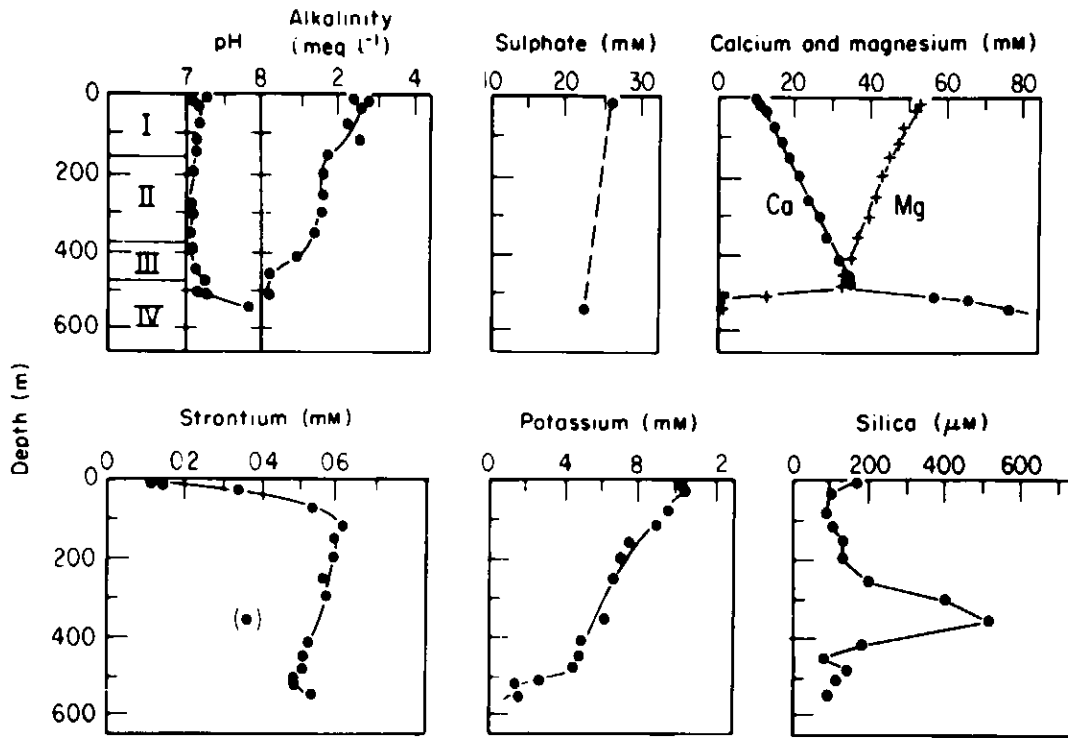 Alkalinity
pH (meq l⁻¹) Sulphate (mM) Calcium and magnesium (mM)
7 8 2 4 10 20 30 0 20 40 60 80
0
I
200
II
Ca Mg
400
III
IV
600
Depth (m)
Strontium (mM) Potassium (mM) Silica (μM)
0 02 04 06 0 4 8 2 0 200 400 600
0
200
( )
400
600